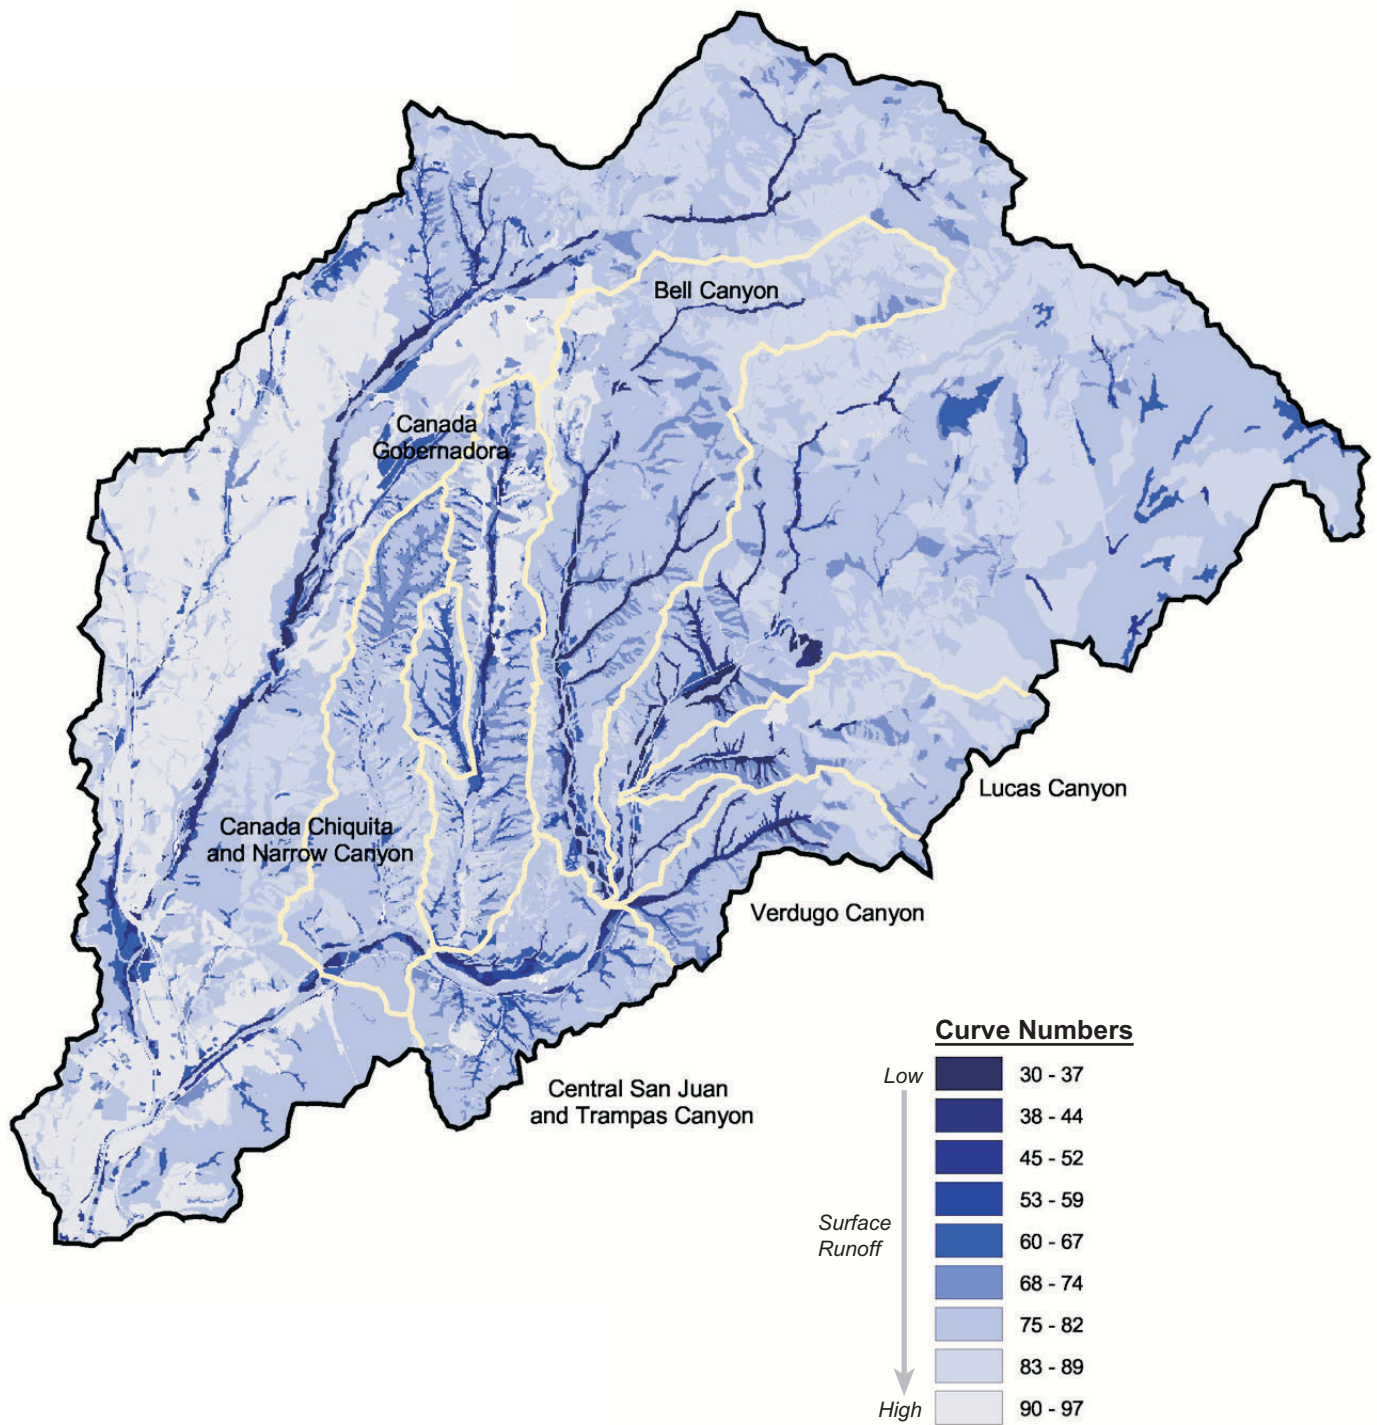 Bell Canyon
Canada
Gobernadora
Lucas Canyon
Canada Chiquita
and Narrow Canyon
Verdugo Canyon
Central San Juan
and Trampas Canyon
Curve Numbers
Low
30 - 37
38 - 44
45 - 52
53 - 59
Surface
Runoff
60 - 67
68 - 74
75 - 82
83 - 89
High
90 - 97